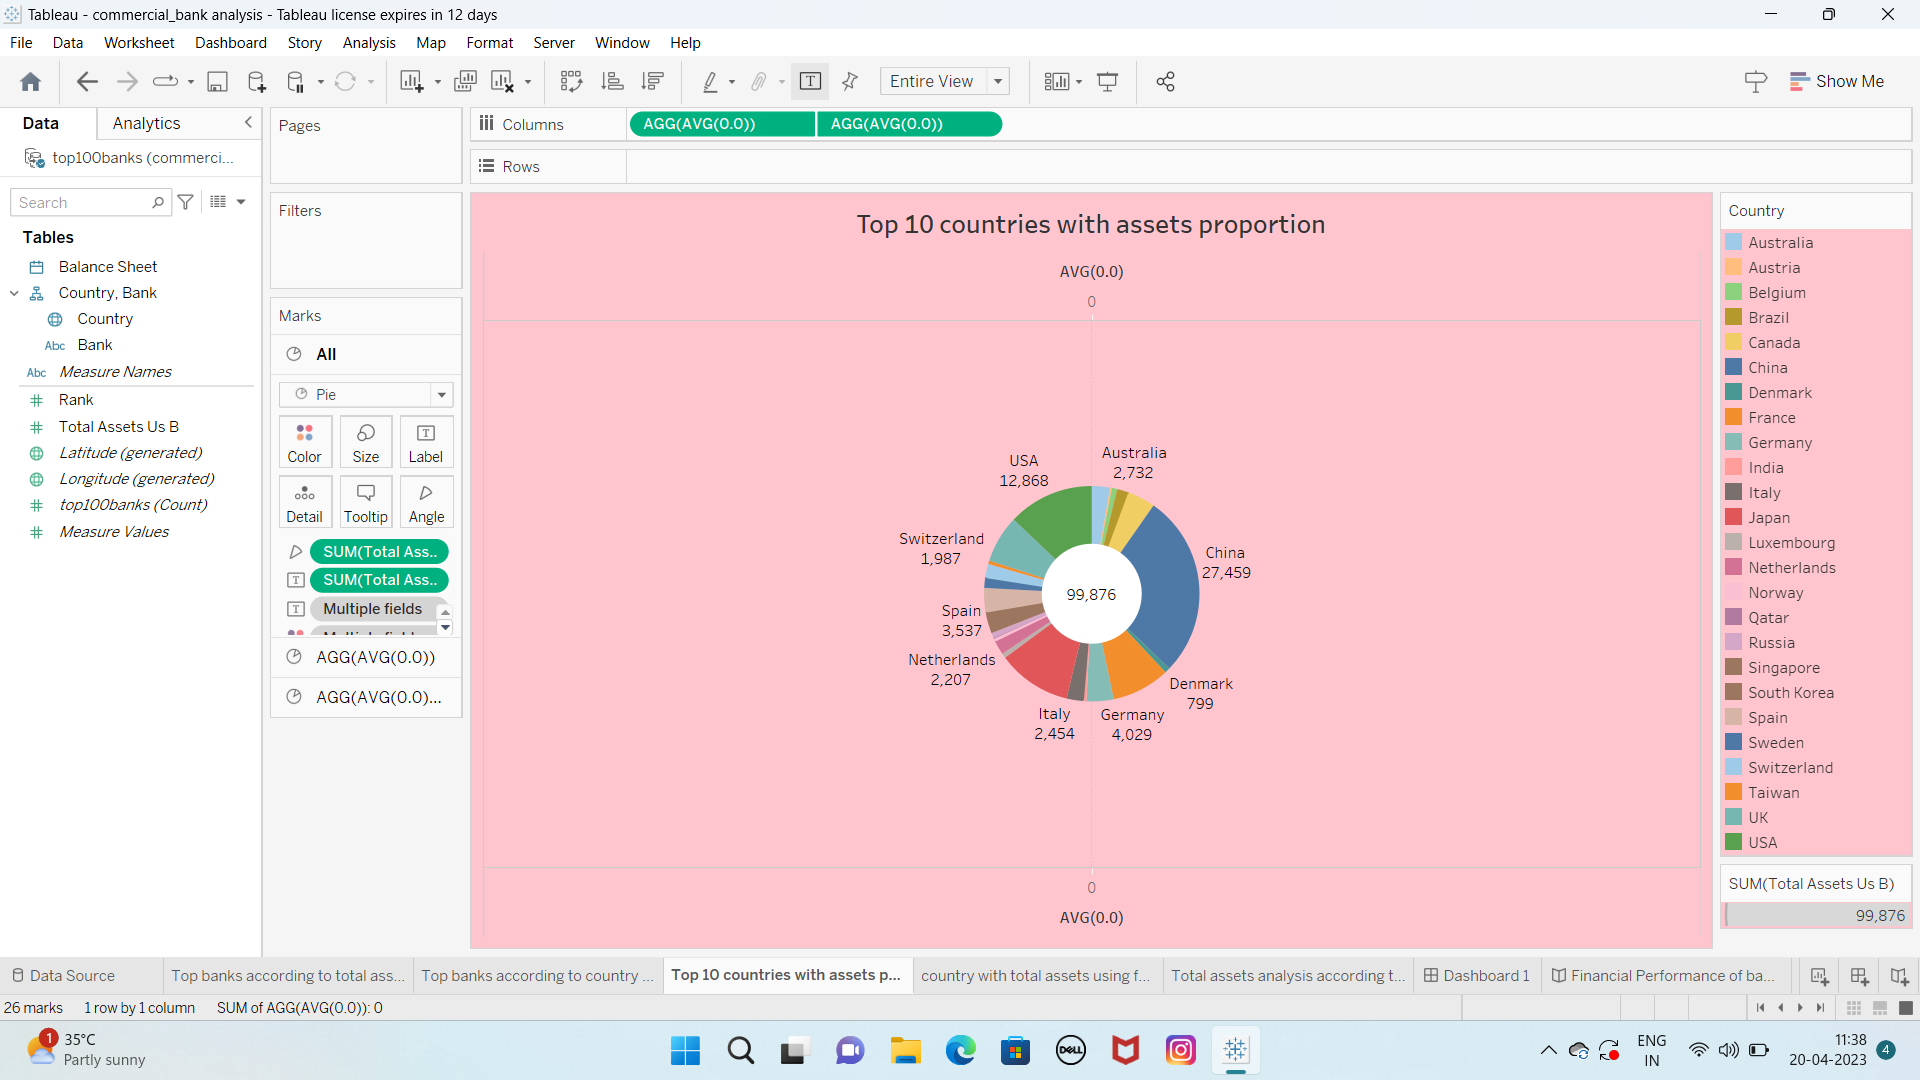 Tableau - commercial_bank analysis - Tableau license expires in 12 days
File Data Worksheet Dashboard Story Analysis Map Format Server Window Help
Entire View
Show Me
Data Analytics
top100banks (commerci...
Search
Tables
Balance Sheet
Country, Bank
Country
Abc Bank
Abc Measure Names
Rank
Total Assets Us B
Latitude (generated)
Longitude (generated)
top100banks (Count)
Measure Values
Pages
Filters
Marks
All
Pie
Color Size Label
Detail Tooltip Angle
SUM(Total Ass..
SUM(Total Ass..
Multiple fields
AGG(AVG(0.0))
AGG(AVG(0.0)...
Columns AGG(AVG(0.0)) AGG(AVG(0.0))
Rows
Top 10 countries with assets proportion
AVG(0.0)
0
USA
12,868
Australia
2,732
Switzerland
1,987
China
27,459
99,876
Spain
3,537
Netherlands
2,207
Denmark
799
Italy
2,454
Germany
4,029
0
AVG(0.0)
Country
Australia
Austria
Belgium
Brazil
Canada
China
Denmark
France
Germany
India
Italy
Japan
Luxembourg
Netherlands
Norway
Qatar
Russia
Singapore
South Korea
Spain
Sweden
Switzerland
Taiwan
UK
USA
SUM(Total Assets Us B)
99,876
Data Source Top banks according to total ass... Top banks according to country ... Top 10 countries with assets p... country with total assets using f... Total assets analysis according t... Dashboard 1 Financial Performance of ba...
26 marks 1 row by 1 column SUM of AGG(AVG(0.0)): 0
1
35°C
Partly sunny
DELL
ENG
IN
11:38
20-04-2023
4